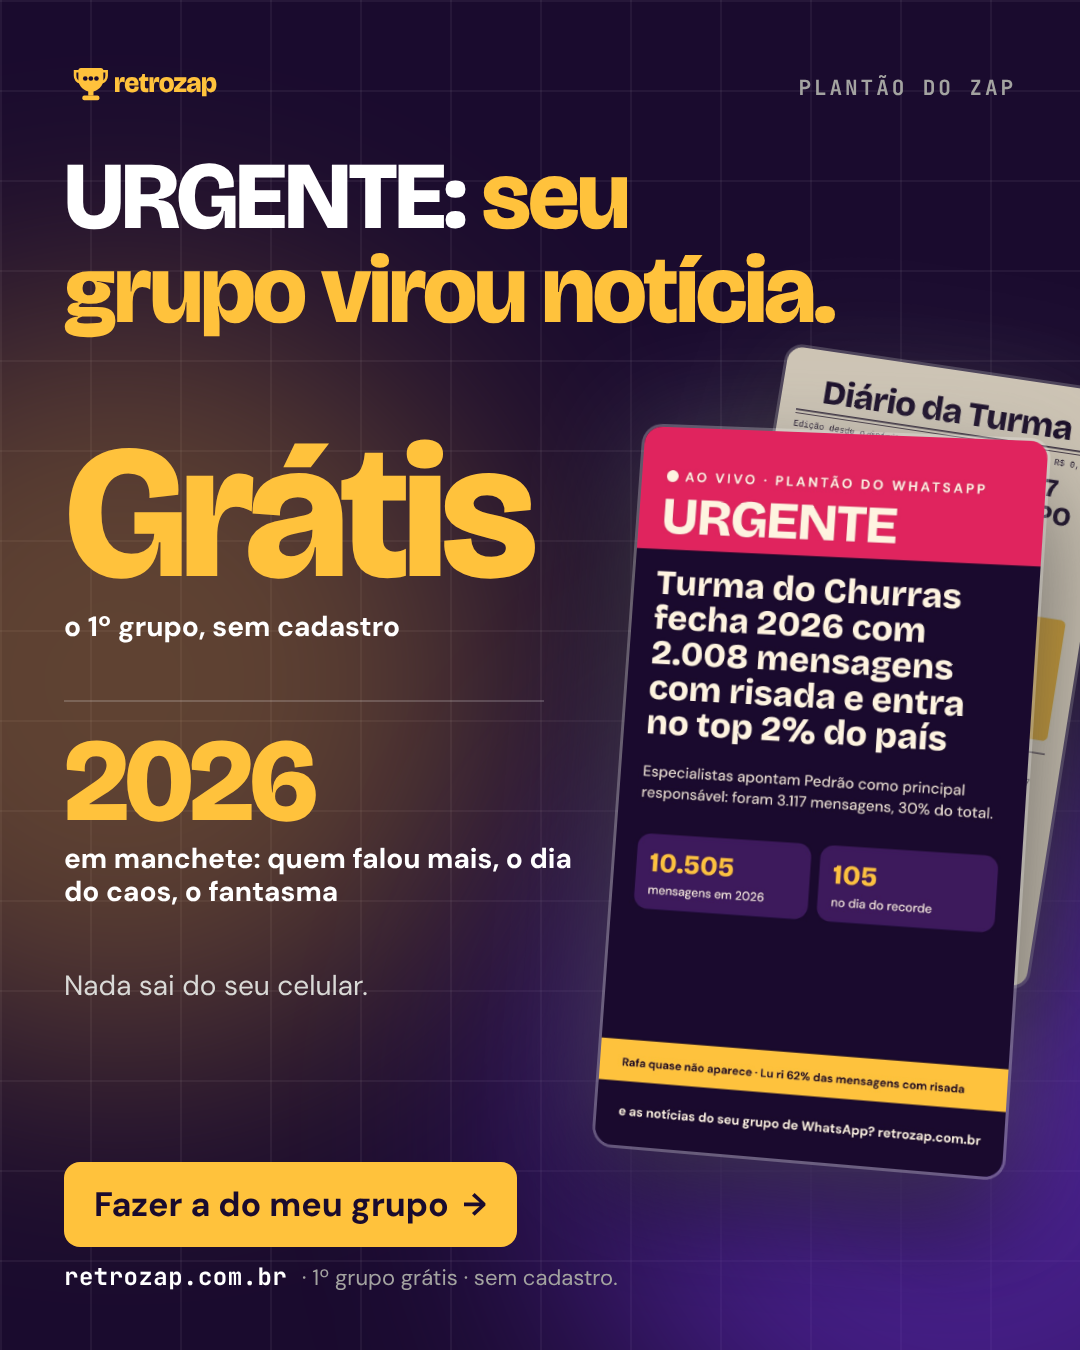 retrozap
PLANTÃO DO ZAP
URGENTE: seu
grupo virou notícia.
Grátis
o 1º grupo, sem cadastro
2026
em manchete: quem falou mais, o dia
do caos, o fantasma
Nada sai do seu celular.
Diário da Turma
Edição desde
R$ 0,
7
PO
AO VIVO · PLANTÃO DO WHATSAPP
URGENTE
Turma do Churras
fecha 2026 com
2.008 mensagens
com risada e entra
no top 2% do país
Especialistas apontam Pedrão como principal
responsável: foram 3.117 mensagens, 30% do total.
10.505
mensagens em 2026
105
no dia do recorde
Rafa quase não aparece · Lu ri 62% das mensagens com risada
e as notícias do seu grupo de WhatsApp? retrozap.com.br
Fazer a do meu grupo →
retrozap.com.br · 1º grupo grátis · sem cadastro.